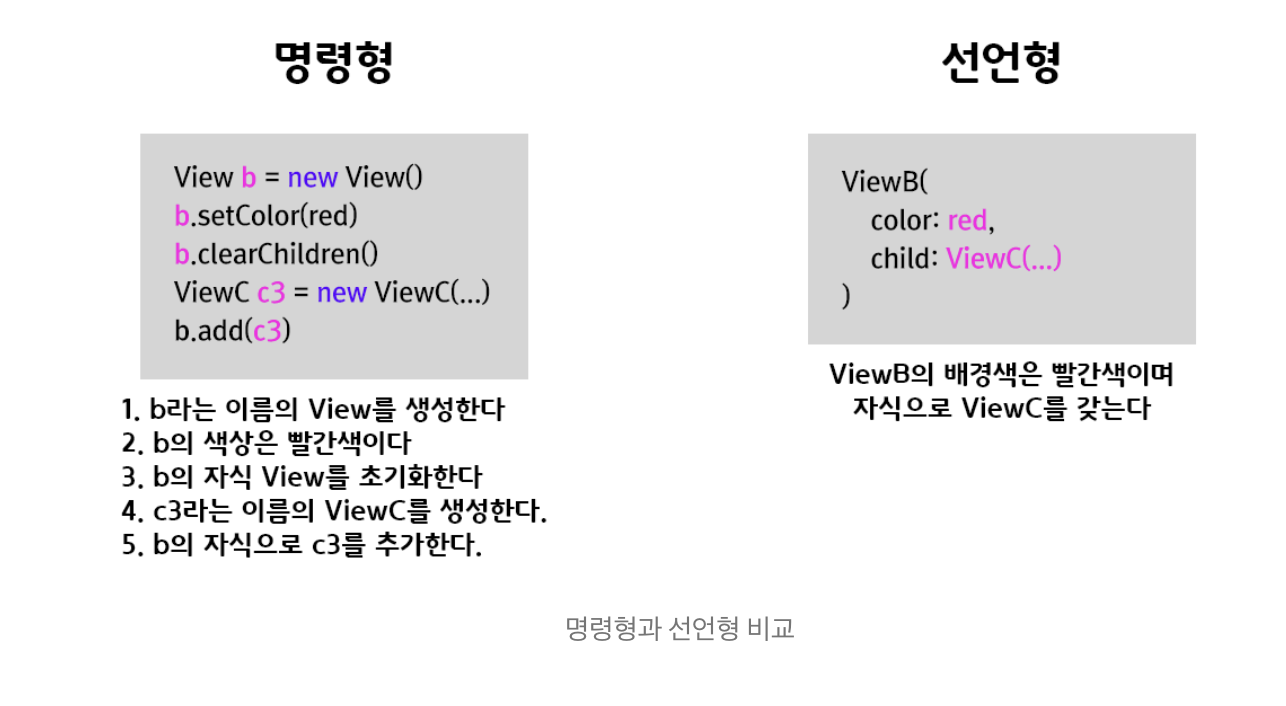 명령형
View b = new View()
b.setColor(red)
b.clearChildren()
ViewC c3 = new ViewC(...)
b.add(c3)
1. b라는 이름의 View를 생성한다
2. b의 색상은 빨간색이다
3. b의 자식 View를 초기화한다
4. c3라는 이름의 ViewC를 생성한다.
5. b의 자식으로 c3를 추가한다.
선언형
ViewB(
color: red,
child: ViewC(...)
)
ViewB의 배경색은 빨간색이며
자식으로 ViewC를 갖는다
명령형과 선언형 비교